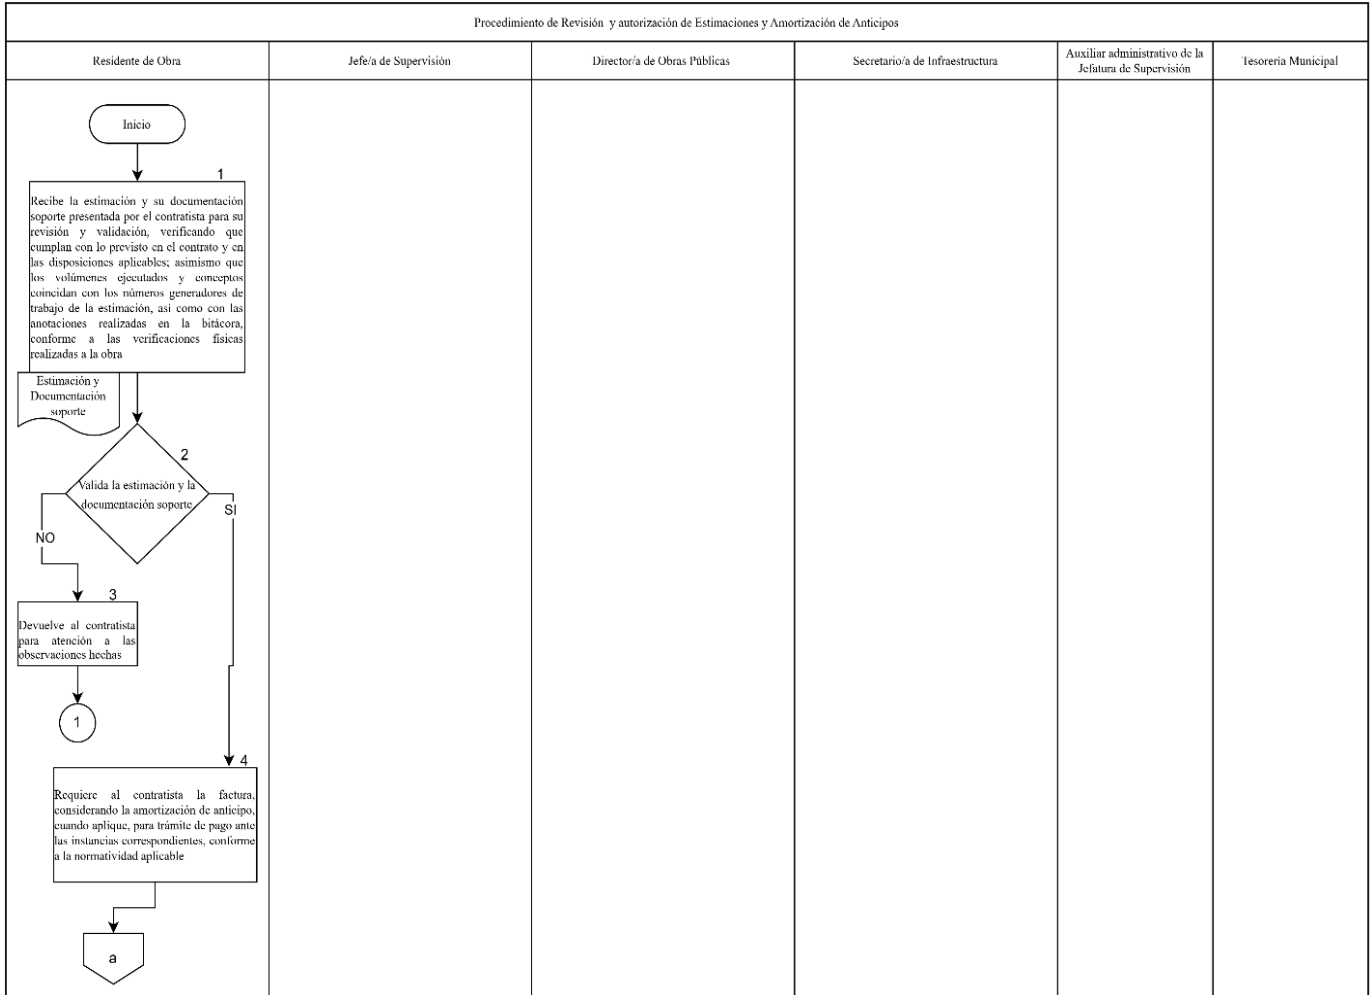 Procedimiento de Revisión y autorización de Estimaciones y Amortización de Anticipos
Residente de Obra
Jefe/a de Supervisión
Director/a de Obras Públicas
Secretario/a de Infraestructura
Auxiliar administrativo de la
Jefatura de Supervisión
Tesorería Municipal
Inicio
1
Recibe la estimación y su documentación
soporte presentada por el contratista para su
revisión y validación, verificando que
cumplan con lo previsto en el contrato y en
las disposiciones aplicables; asimismo que
los volúmenes ejecutados y conceptos
coincidan con los números generadores de
trabajo de la estimación, así como con las
anotaciones realizadas en la bitácora,
conforme a las verificaciones físicas
realizadas a la obra
Estimación y
Documentación
soporte
2
Valida la estimación y la
documentación soporte
SI
NO
3
Devuelve al contratista
para atención a las
observaciones hechas
1
4
Requiere al contratista la factura,
considerando la amortización de anticipo,
cuando aplique, para trámite de pago ante
las instancias correspondientes, conforme
a la normatividad aplicable
a